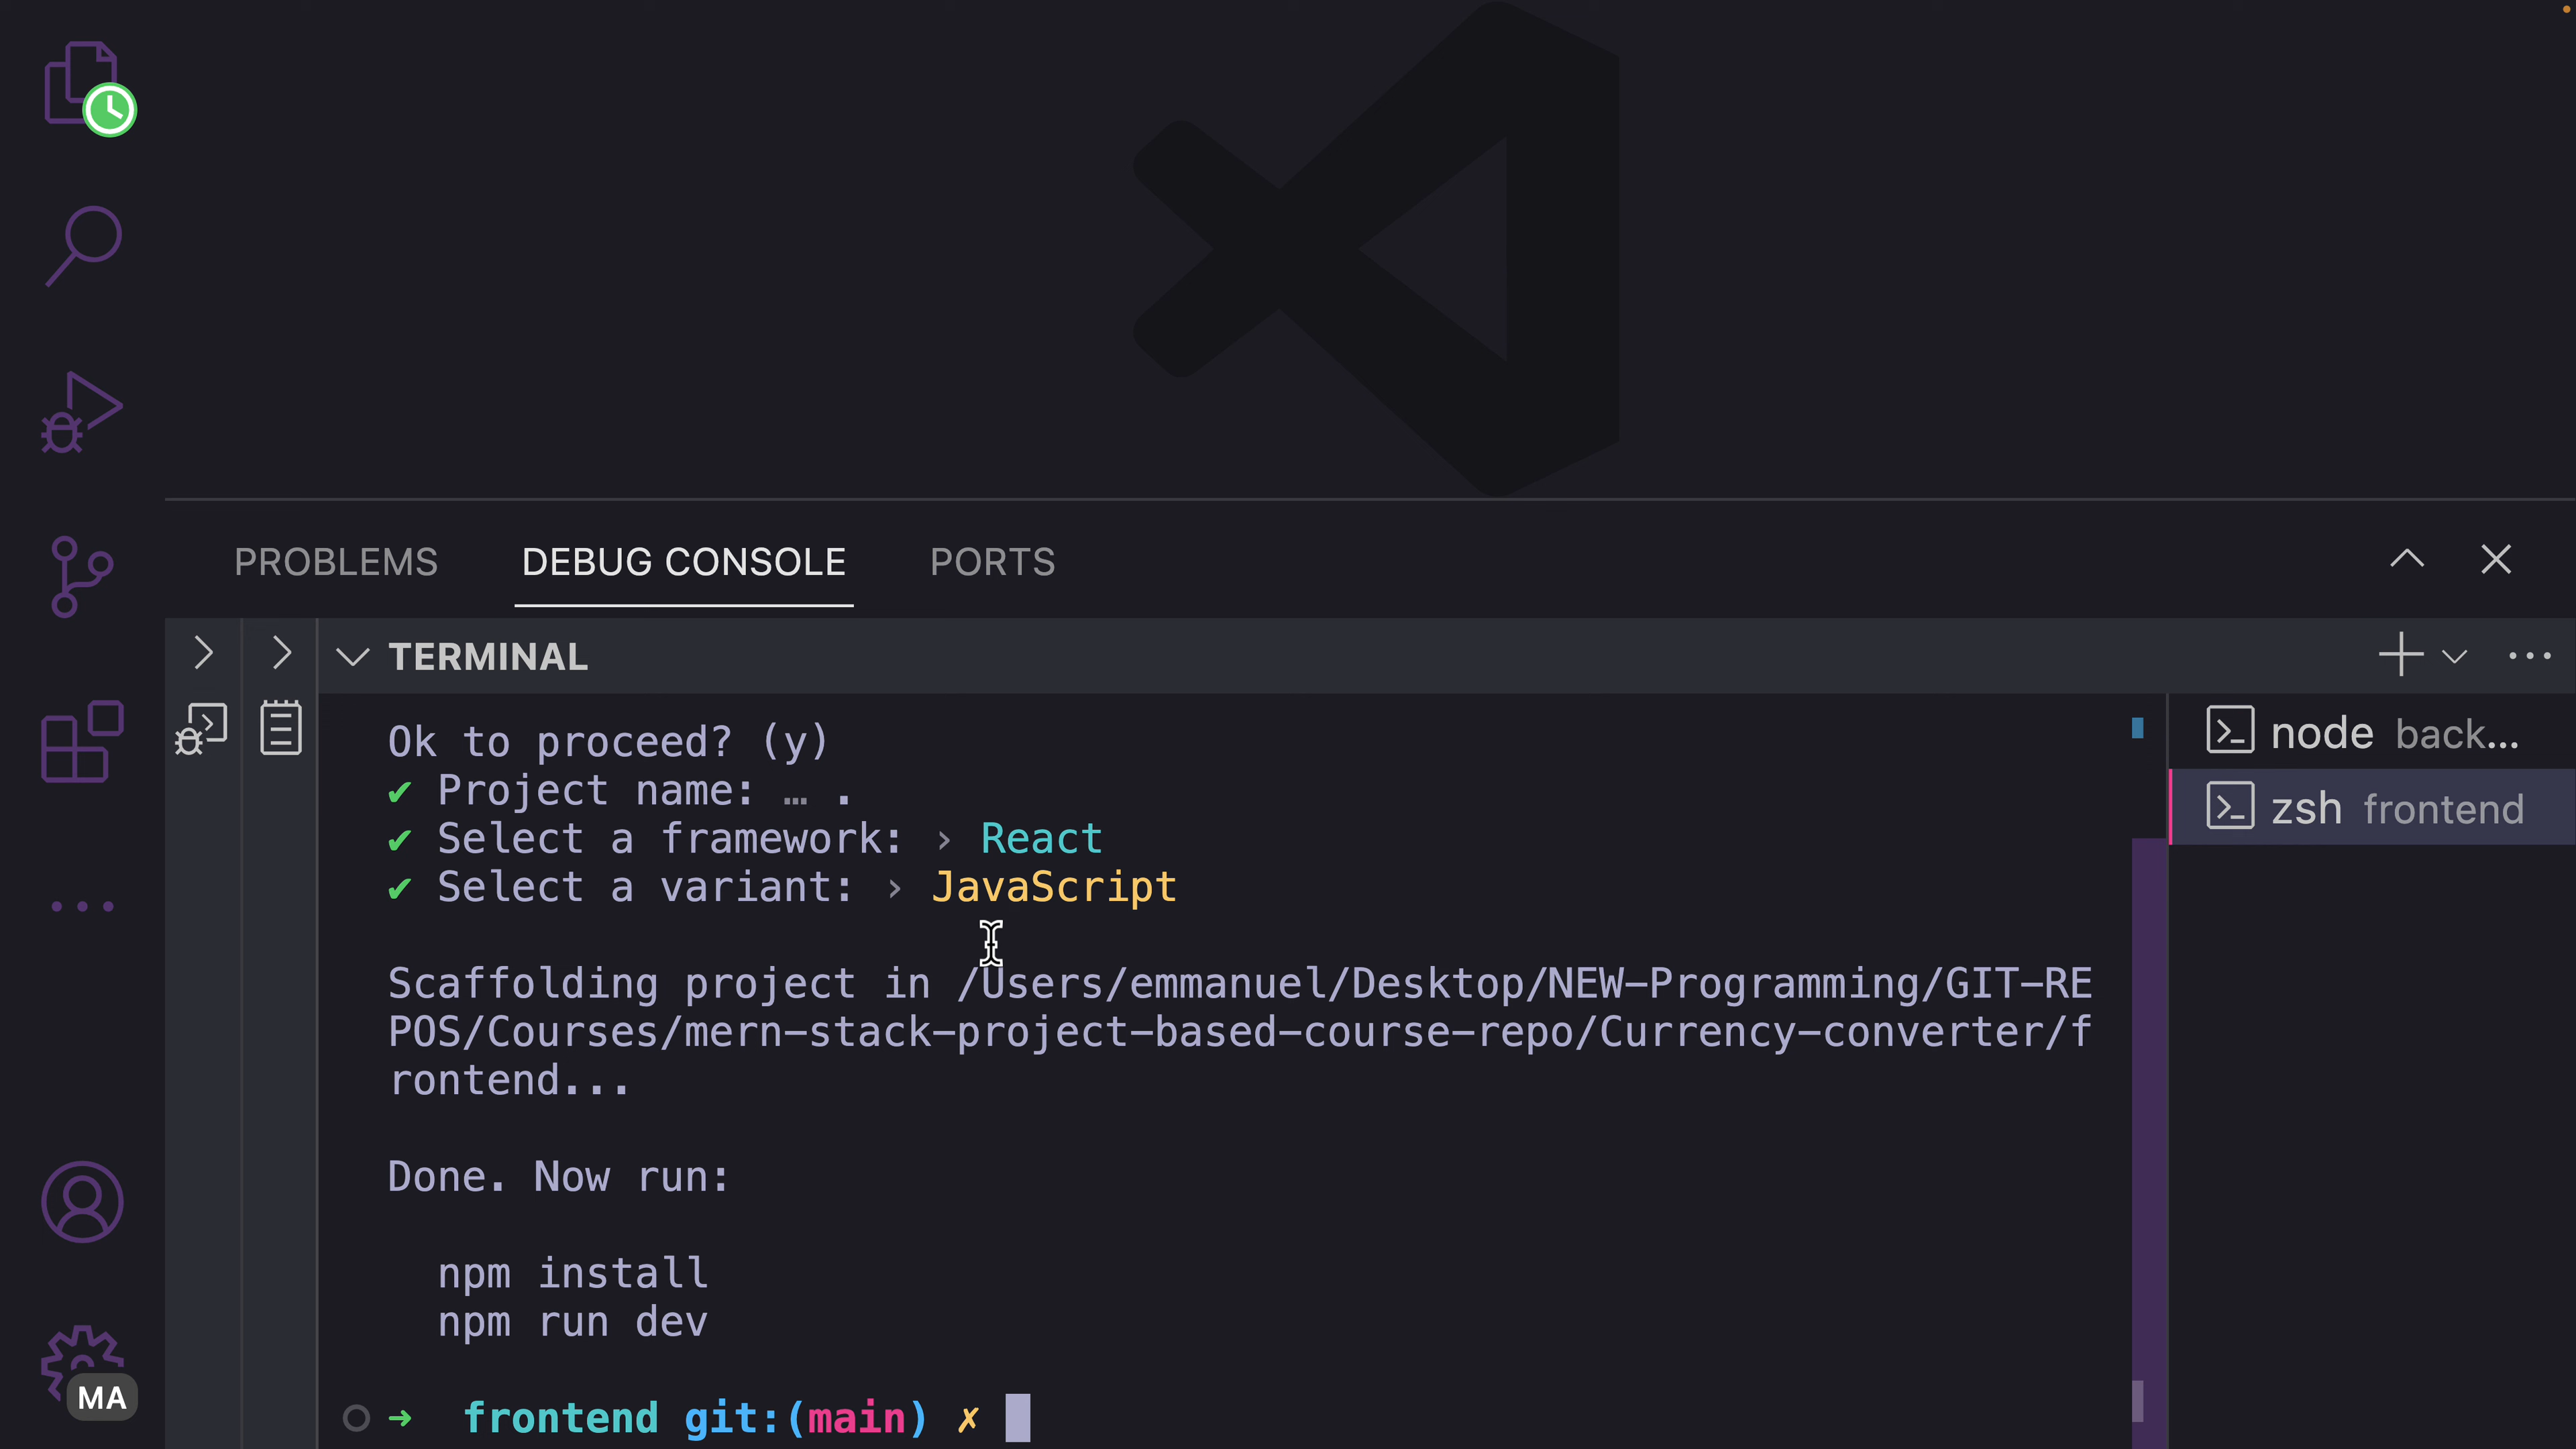 PROBLEMS DEBUG CONSOLE PORTS
TERMINAL
Ok to proceed? (y)
✔ Project name: … .
✔ Select a framework: › React
✔ Select a variant: › JavaScript
Scaffolding project in /Users/emmanuel/Desktop/NEW-Programming/GIT-RE
POS/Courses/mern-stack-project-based-course-repo/Currency-converter/f
rontend...
Done. Now run:
npm install
npm run dev
➜ frontend git:(main) ✗
node back...
zsh frontend
MA